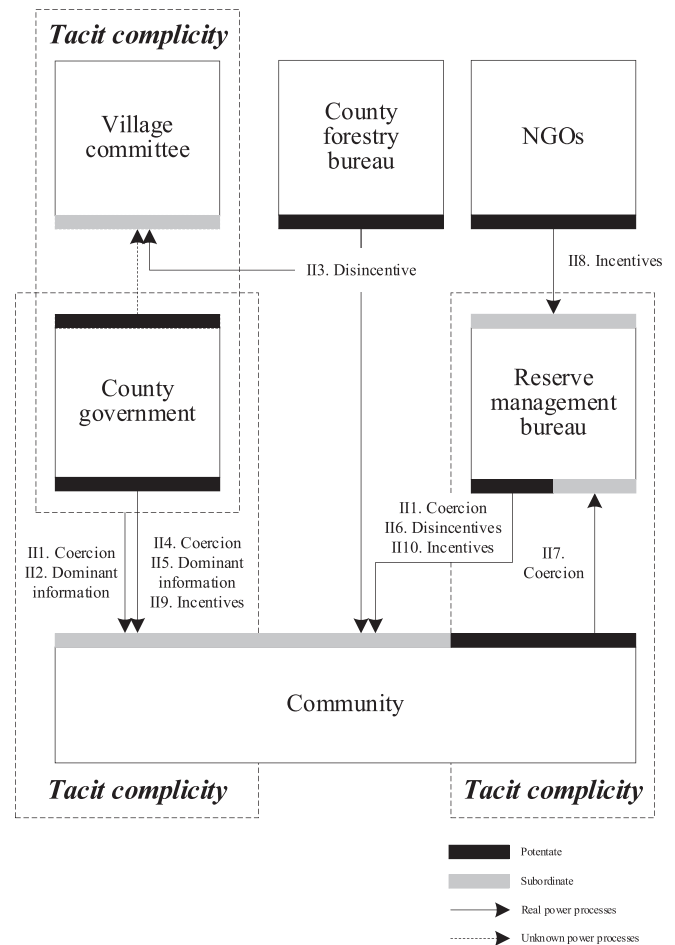 Tacit complicity
Village
committee
County
forestry
bureau
NGOs
II3. Disincentive
II8. Incentives
County
government
Reserve
management
bureau
II1. Coercion
II2. Dominant
information
II4. Coercion
II5. Dominant
information
II9. Incentives
II1. Coercion
II6. Disincentives
II10. Incentives
II7.
Coercion
Community
Tacit complicity
Tacit complicity
Potentate
Subordinate
Real power processes
Unknown power processes